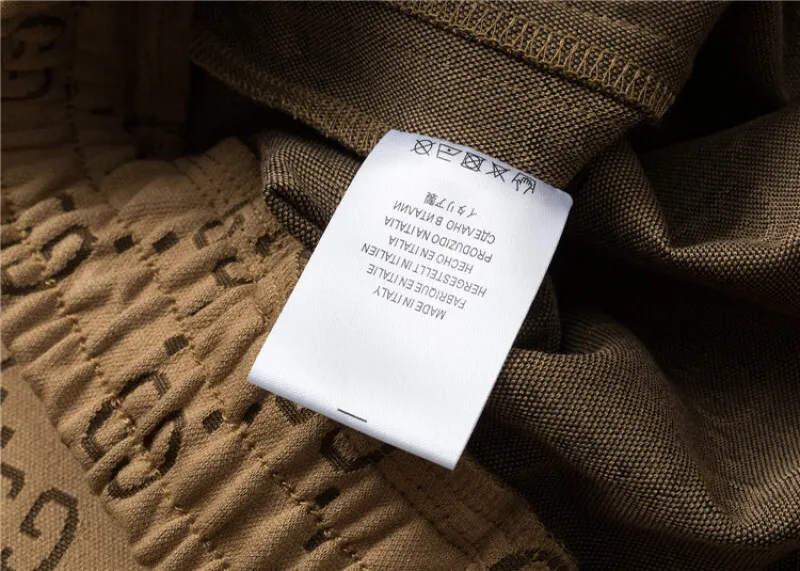 MADE IN ITALY
FABRIQUE EN ITALIE
HERGESTELLT IN ITALIEN
HECHO EN ITALIA
PRODUZIDO NA ITALIA
СДЕЛАНО В ИТАЛИИ
イタリア製